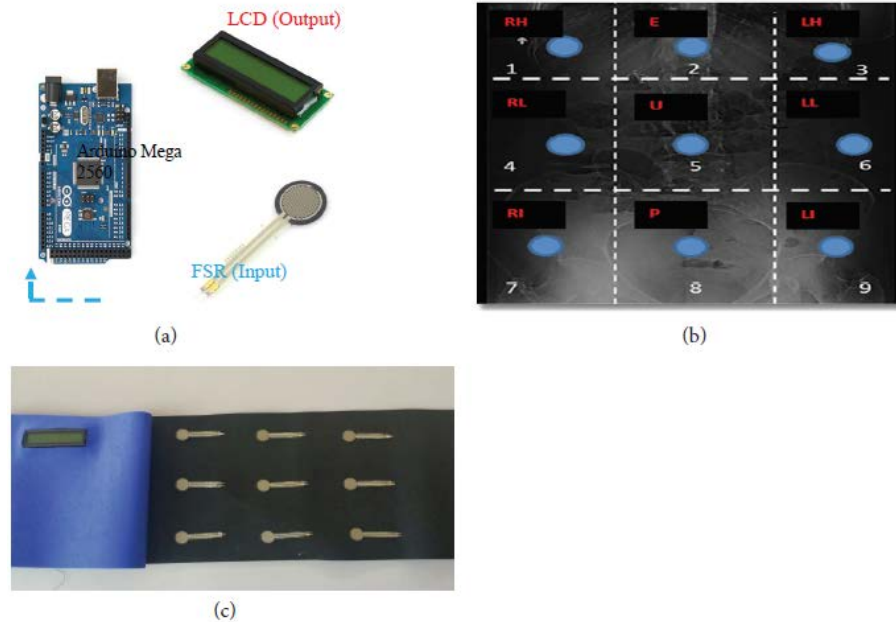 LCD (Output)
Arduino Mega
2560
FSR (Input)
(a)
RH E LH
1 2 3
RL U LL
4 5 6
RI P LI
7 8 9
(b)
(c)